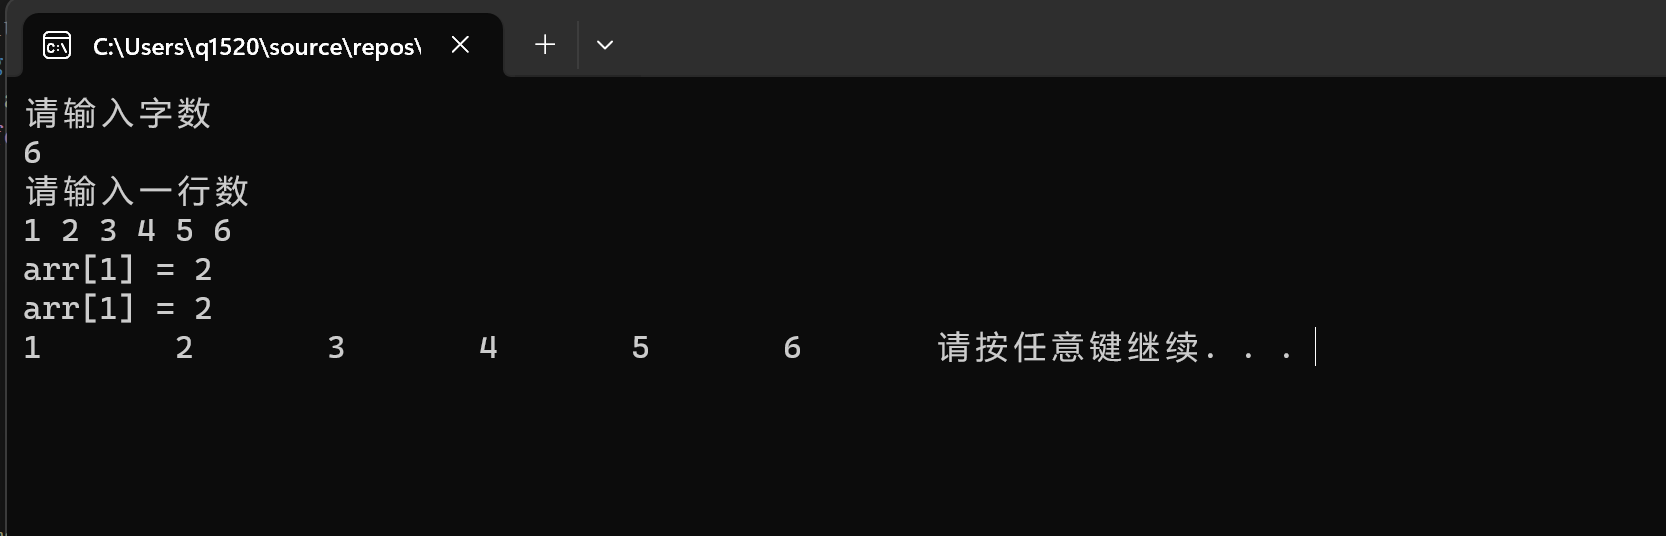 C:\Users\q1520\source\repos\
请输入字数
6
请输入一行数
1 2 3 4 5 6
arr[1] = 2
arr[1] = 2
1 2 3 4 5 6 请按任意键继续. . .